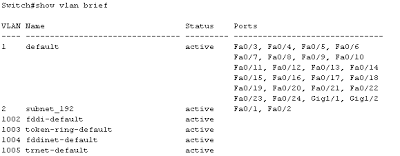 Switch#show vlan brief
VLAN Name Status Ports
---- -------------------------------- --------- -------------------------------
1 default active Fa0/3, Fa0/4, Fa0/5, Fa0/6
Fa0/7, Fa0/8, Fa0/9, Fa0/10
Fa0/11, Fa0/12, Fa0/13, Fa0/14
Fa0/15, Fa0/16, Fa0/17, Fa0/18
Fa0/19, Fa0/20, Fa0/21, Fa0/22
Fa0/23, Fa0/24, Gig1/1, Gig1/2
2 subnet_192 active Fa0/1, Fa0/2
1002 fddi-default active
1003 token-ring-default active
1004 fddinet-default active
1005 trnet-default active